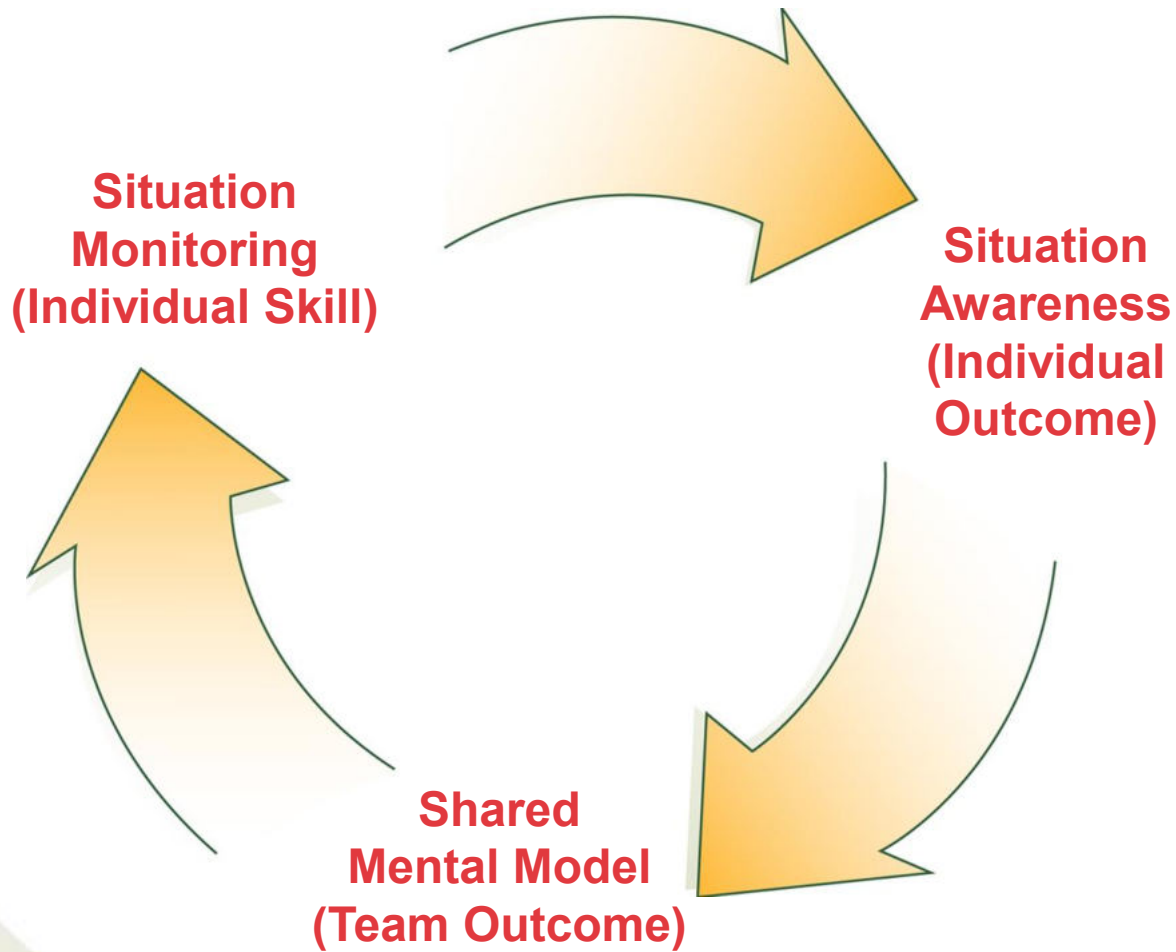 Situation
Monitoring
(Individual Skill)
Situation
Awareness
(Individual
Outcome)
Shared
Mental Model
(Team Outcome)